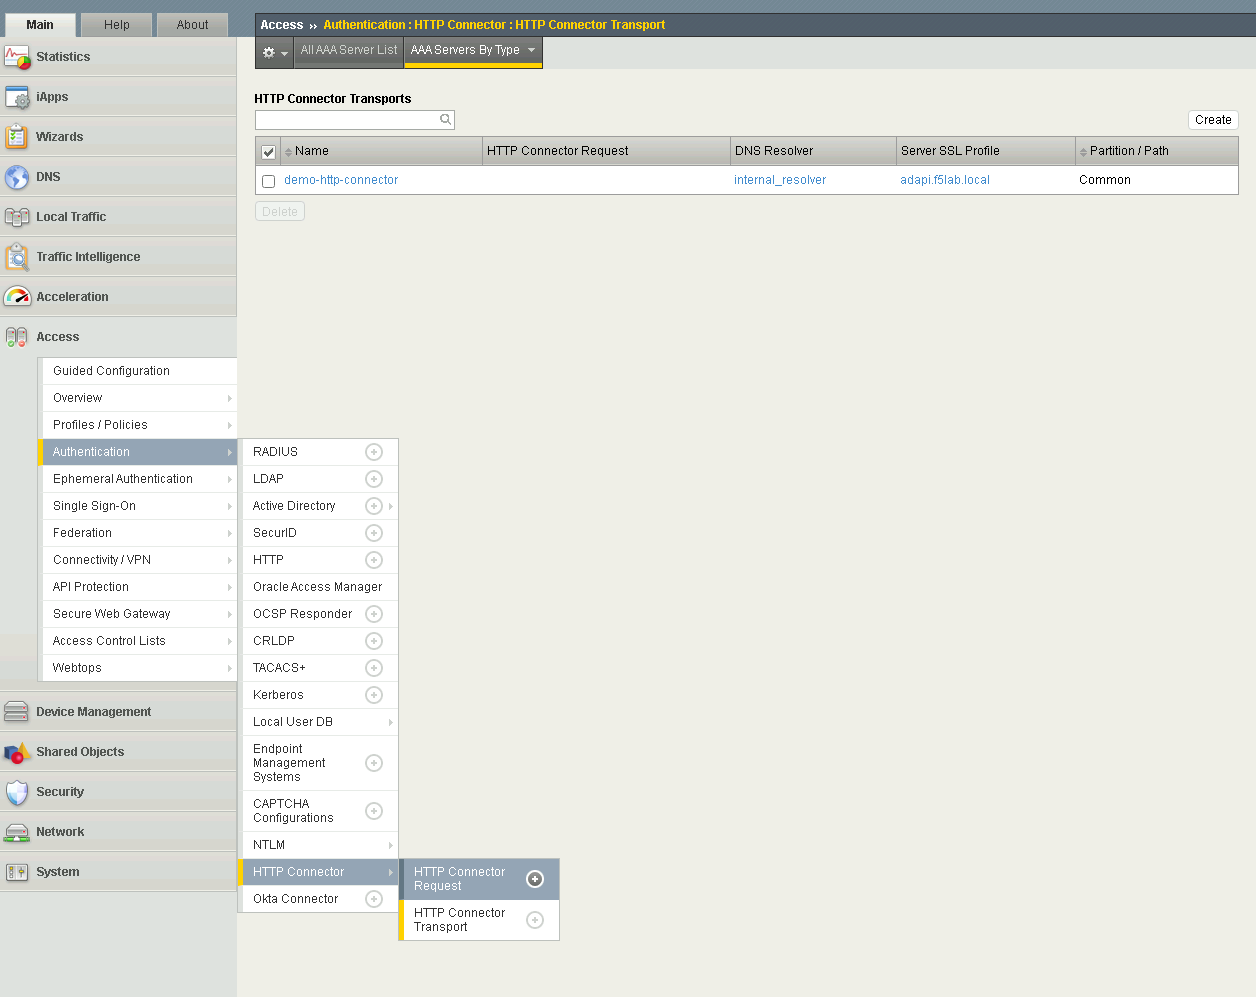 Main
Help
About
Access ›› Authentication : HTTP Connector : HTTP Connector Transport
All AAA Server List
AAA Servers By Type
Statistics
iApps
Wizards
DNS
Local Traffic
Traffic Intelligence
Acceleration
Access
Guided Configuration
Overview
Profiles / Policies
Authentication
Ephemeral Authentication
Single Sign-On
Federation
Connectivity / VPN
API Protection
Secure Web Gateway
Access Control Lists
Webtops
Device Management
Shared Objects
Security
Network
System
RADIUS
LDAP
Active Directory
SecurID
HTTP
Oracle Access Manager
OCSP Responder
CRLDP
TACACS+
Kerberos
Local User DB
Endpoint
Management
Systems
CAPTCHA
Configurations
NTLM
HTTP Connector
Okta Connector
HTTP Connector
Request
HTTP Connector
Transport
HTTP Connector Transports
Create
Name
HTTP Connector Request
DNS Resolver
Server SSL Profile
Partition / Path
demo-http-connector
internal_resolver
adapi.f5lab.local
Common
Delete